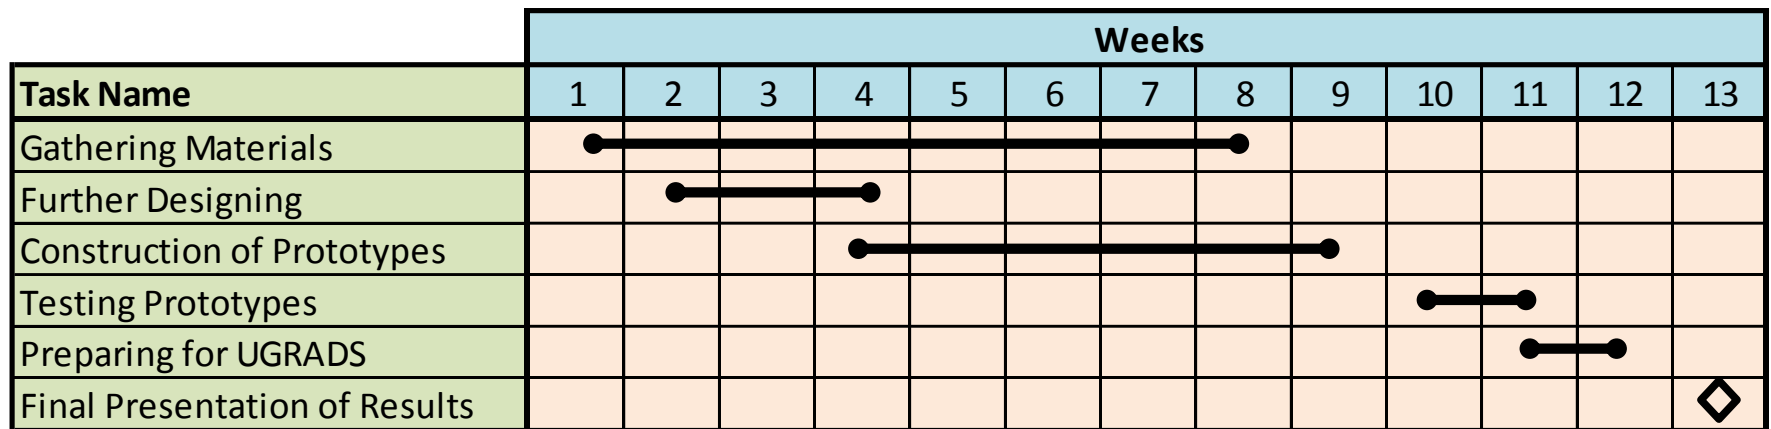 Weeks
Task Name 1 2 3 4 5 6 7 8 9 10 11 12 13
Gathering Materials
Further Designing
Construction of Prototypes
Testing Prototypes
Preparing for UGRADS
Final Presentation of Results